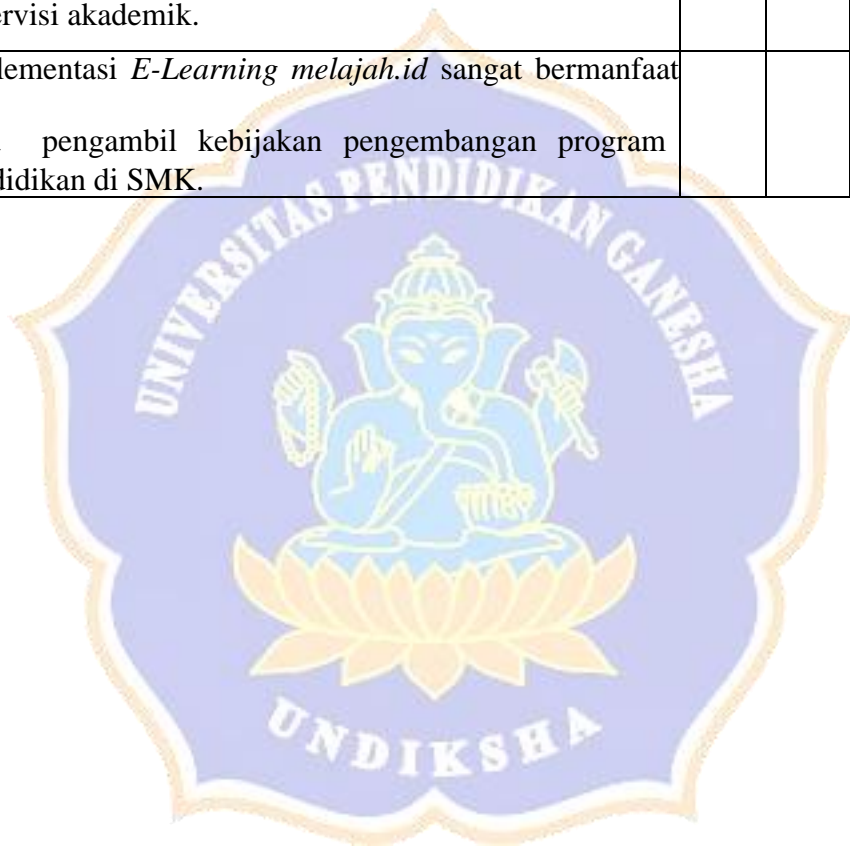 ervisi akademik.
lementasi E-Learning melajah.id sangat bermanfaat
pengambil kebijakan pengembangan program
didikan di SMK.
UNIVERSITAS PENDIDIKAN GANESHA
UNDIKSHA